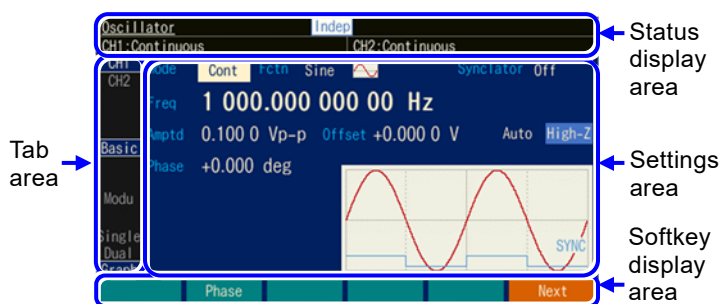 Oscillator Indep
CH1:Continuous CH2:Continuous
Status display area
CH1
CH2
Mode Cont Fctn Sine Synclator Off
Freq 1 000.000 000 00 Hz
Amptd 0.100 0 Vp-p Offset +0.000 0 V Auto High-Z
Basic
Phase +0.000 deg
Tab area
Settings area
Modu
Single
Dual
Graph
SYNC
Softkey display area
Phase Next